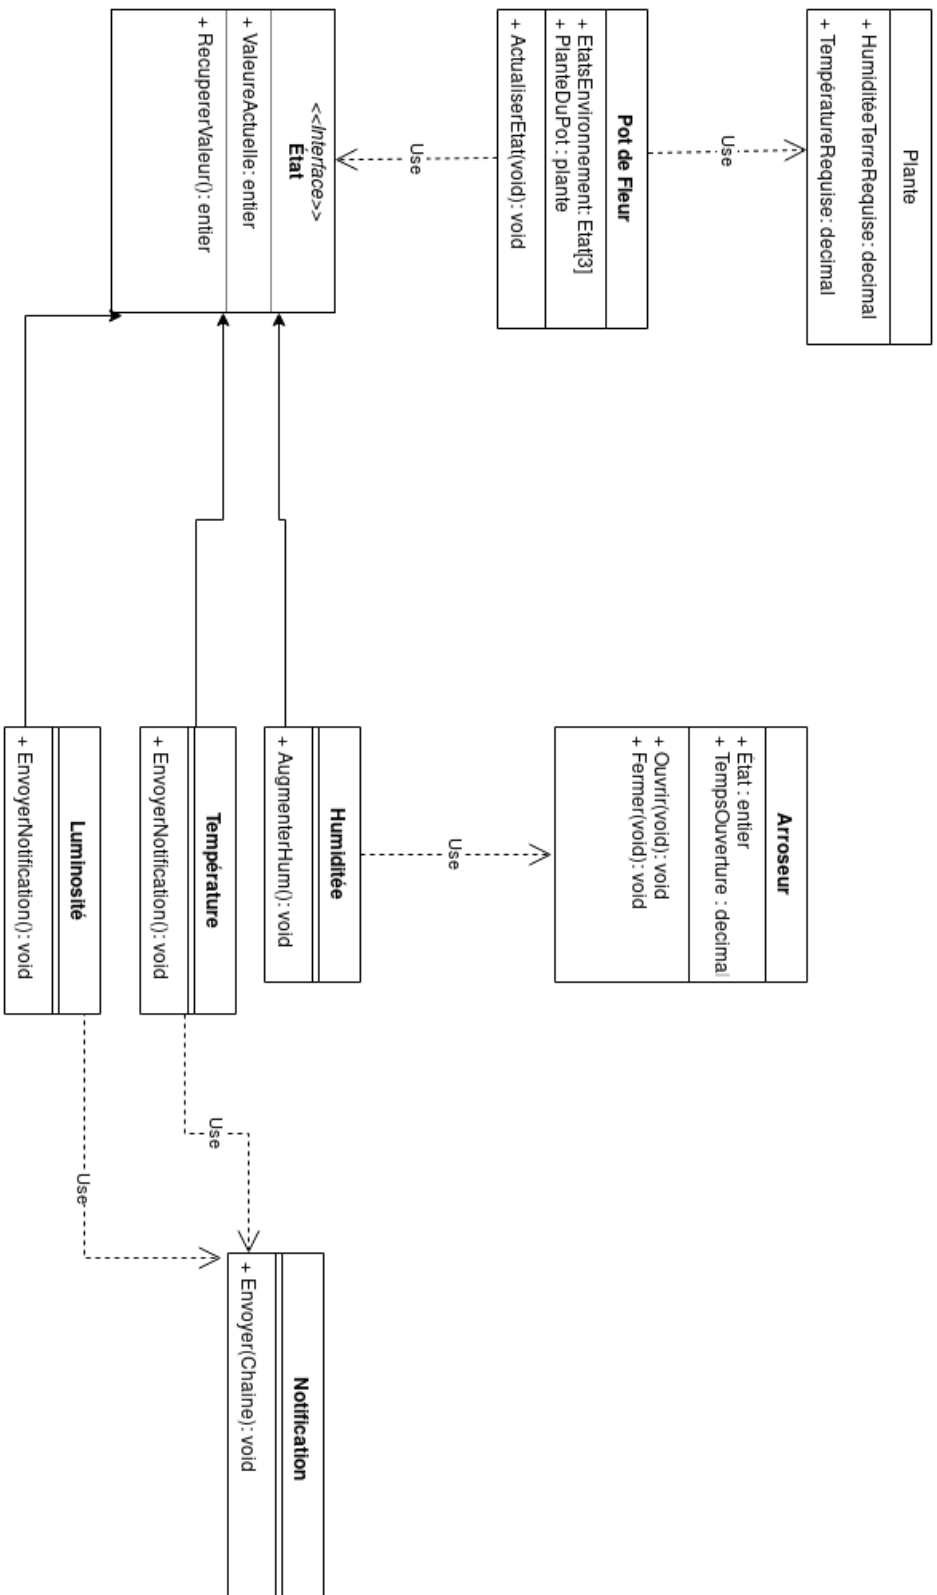 Plante
+ HumiditéeTerreRequise: decimal
+ TempératureRequise: decimal
Use
Pot de Fleur
+ EtatsEnvironnement: Etat[3]
+ PlanteDuPot : plante
+ ActualiserEtat(void): void
Use
<<Interface>>
État
+ ValeureActuelle: entier
+ RecupererValeur(): entier
Arroseur
+ État : entier
+ TempsOuverture : decimal
+ Ouvrir(void): void
+ Fermer(void): void
Use
Humiditée
+ AugmenterHum(): void
Température
+ EnvoyerNotification(): void
Luminosité
+ EnvoyerNotification(): void
Use
Use
Notification
+ Envoyer(Chaine): void